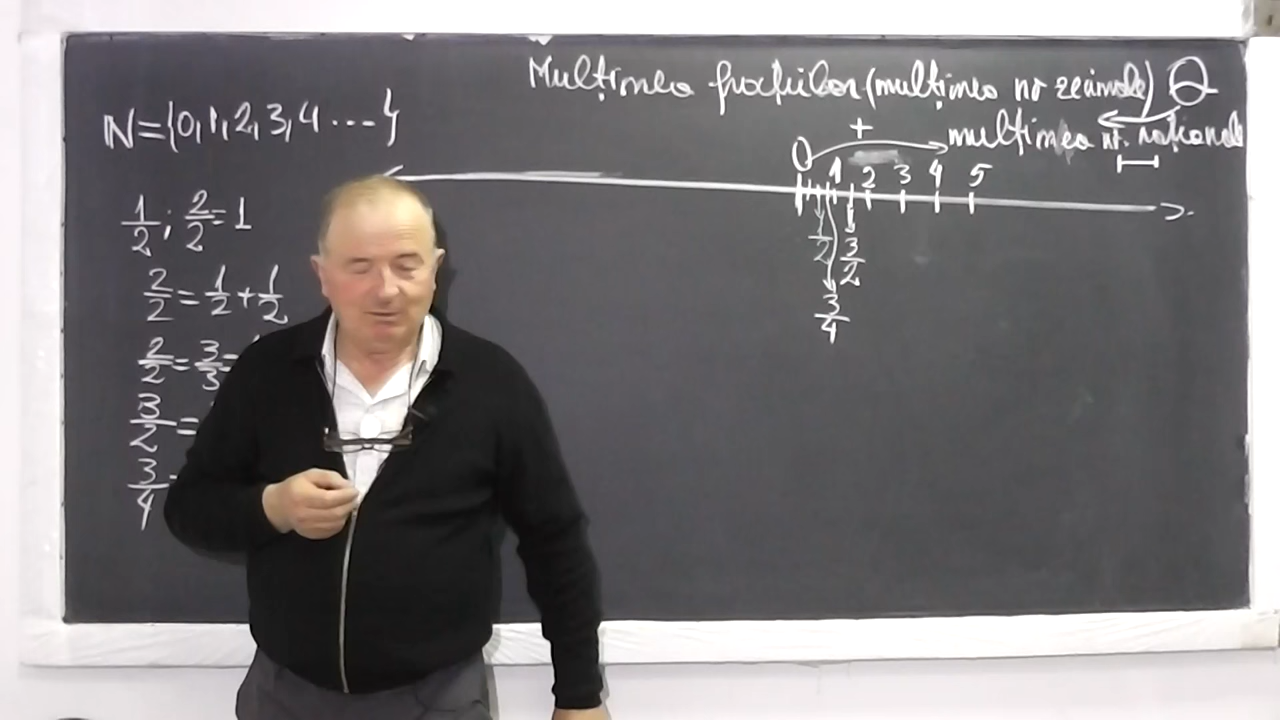 Mulțimea fracțiilor (mulțimea nr zecimale) Q
N={0,1,2,3,4 ....}
+ mulțimea nr. raționale
0 1 2 3 4 5
1/2 ; 2/2 = 1
1/2 3/2
2/2 = 1/2 + 1/2
3/4
2/2 = 3/3 =
3/2 =
3/4 =